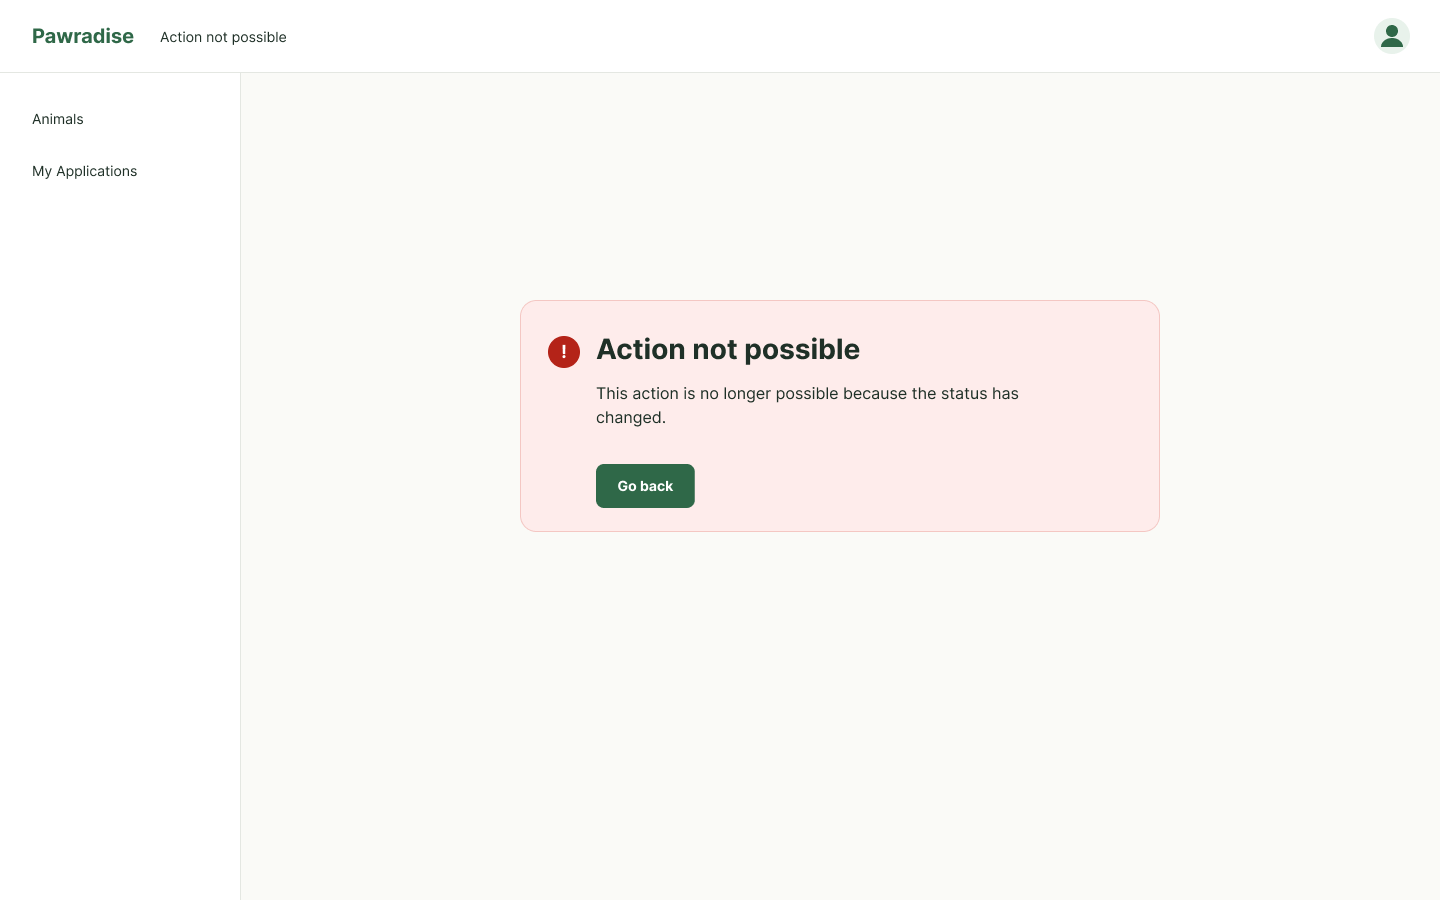 Pawradise
Action not possible
Animals
My Applications
!
Action not possible
This action is no longer possible because the status has
changed.
Go back